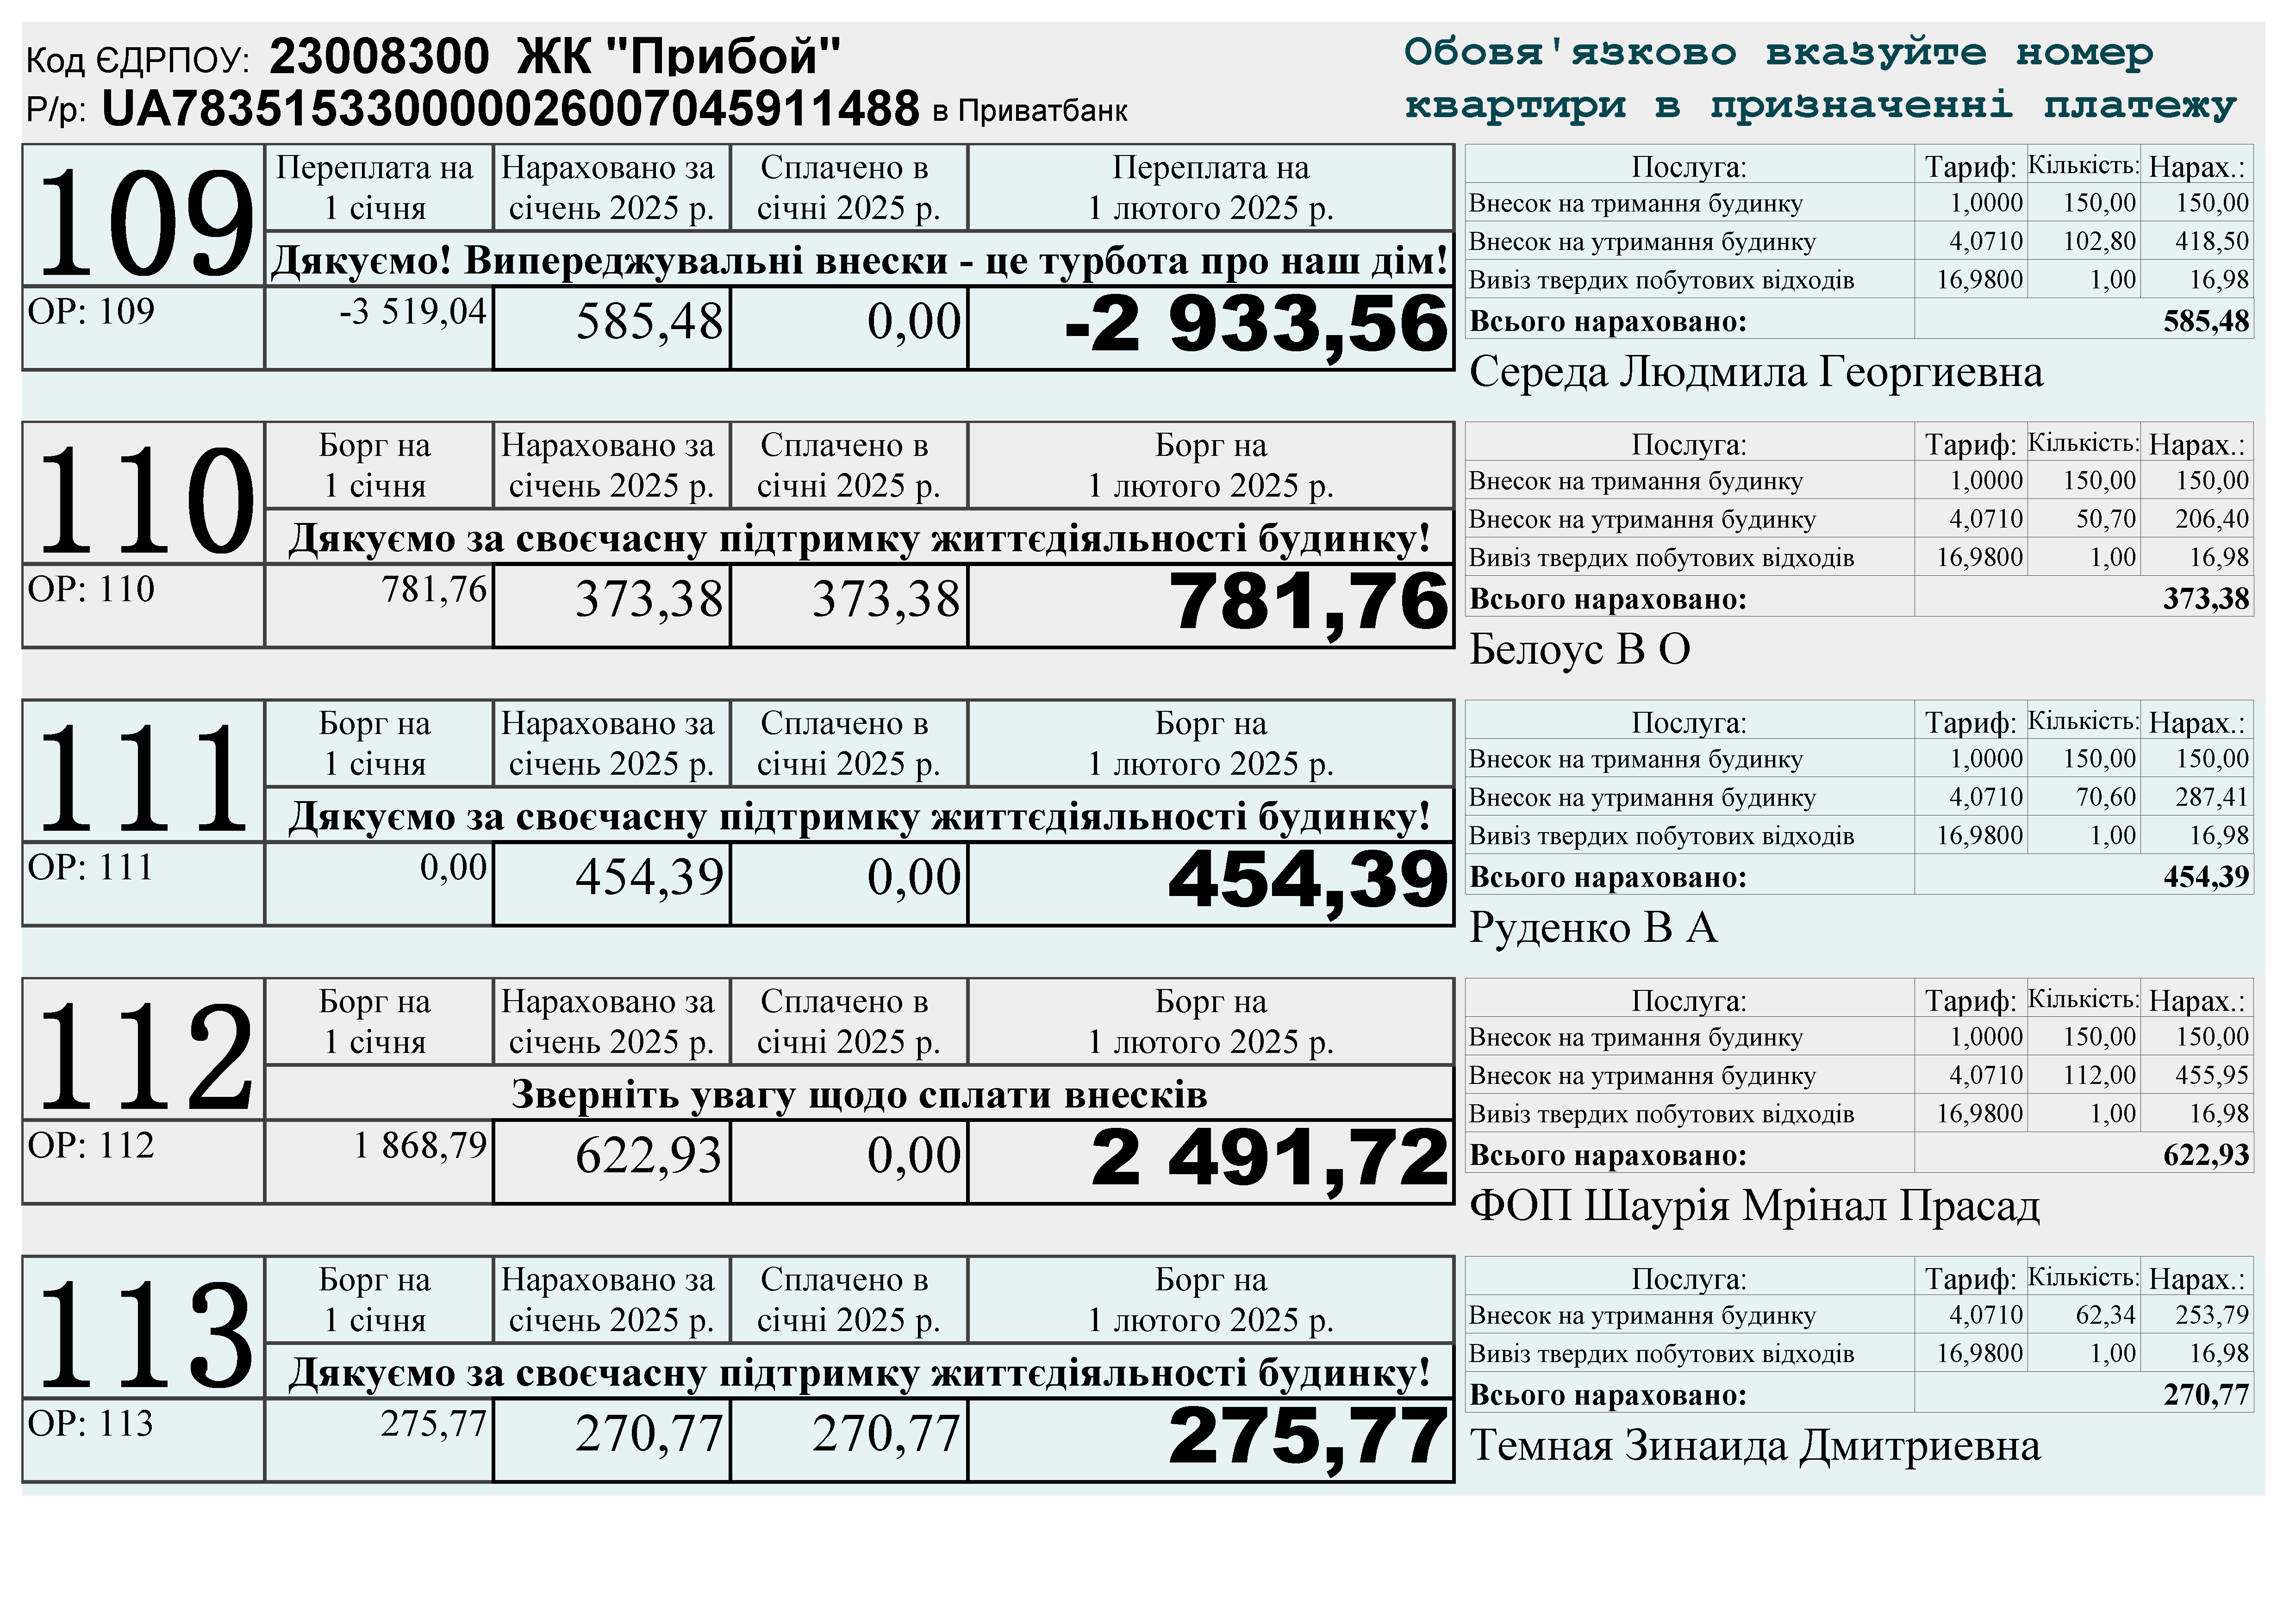 Код ЄДРПОУ: 23008300 ЖК "Прибой"
Р/р: UA783515330000026007045911488 в Приватбанк
Обовя'язково вказуйте номер
квартири в призначенні платежу
109
Переплата на 1 січня
Нараховано за січень 2025 р.
Сплачено в січні 2025 р.
Переплата на 1 лютого 2025 р.
Дякуємо! Випереджувальні внески - це турбота про наш дім!
ОР: 109 -3 519,04 585,48 0,00 -2 933,56
Послуга: Тариф: Кількість: Нарах.:
Внесок на тримання будинку 1,0000 150,00 150,00
Внесок на утримання будинку 4,0710 102,80 418,50
Вивіз твердих побутових відходів 16,9800 1,00 16,98
Всього нараховано: 585,48
Середа Людмила Георгиевна
110
Борг на 1 січня
Нараховано за січень 2025 р.
Сплачено в січні 2025 р.
Борг на 1 лютого 2025 р.
Дякуємо за своєчасну підтримку життєдіяльності будинку!
ОР: 110 781,76 373,38 373,38 781,76
Послуга: Тариф: Кількість: Нарах.:
Внесок на тримання будинку 1,0000 150,00 150,00
Внесок на утримання будинку 4,0710 50,70 206,40
Вивіз твердих побутових відходів 16,9800 1,00 16,98
Всього нараховано: 373,38
Белоус В О
111
Борг на 1 січня
Нараховано за січень 2025 р.
Сплачено в січні 2025 р.
Борг на 1 лютого 2025 р.
Дякуємо за своєчасну підтримку життєдіяльності будинку!
ОР: 111 0,00 454,39 0,00 454,39
Послуга: Тариф: Кількість: Нарах.:
Внесок на тримання будинку 1,0000 150,00 150,00
Внесок на утримання будинку 4,0710 70,60 287,41
Вивіз твердих побутових відходів 16,9800 1,00 16,98
Всього нараховано: 454,39
Руденко В А
112
Борг на 1 січня
Нараховано за січень 2025 р.
Сплачено в січні 2025 р.
Борг на 1 лютого 2025 р.
Зверніть увагу щодо сплати внесків
ОР: 112 1 868,79 622,93 0,00 2 491,72
Послуга: Тариф: Кількість: Нарах.:
Внесок на тримання будинку 1,0000 150,00 150,00
Внесок на утримання будинку 4,0710 112,00 455,95
Вивіз твердих побутових відходів 16,9800 1,00 16,98
Всього нараховано: 622,93
ФОП Шаурія Мрінал Прасад
113
Борг на 1 січня
Нараховано за січень 2025 р.
Сплачено в січні 2025 р.
Борг на 1 лютого 2025 р.
Дякуємо за своєчасну підтримку життєдіяльності будинку!
ОР: 113 275,77 270,77 270,77 275,77
Послуга: Тариф: Кількість: Нарах.:
Внесок на утримання будинку 4,0710 62,34 253,79
Вивіз твердих побутових відходів 16,9800 1,00 16,98
Всього нараховано: 270,77
Темная Зинаида Дмитриевна